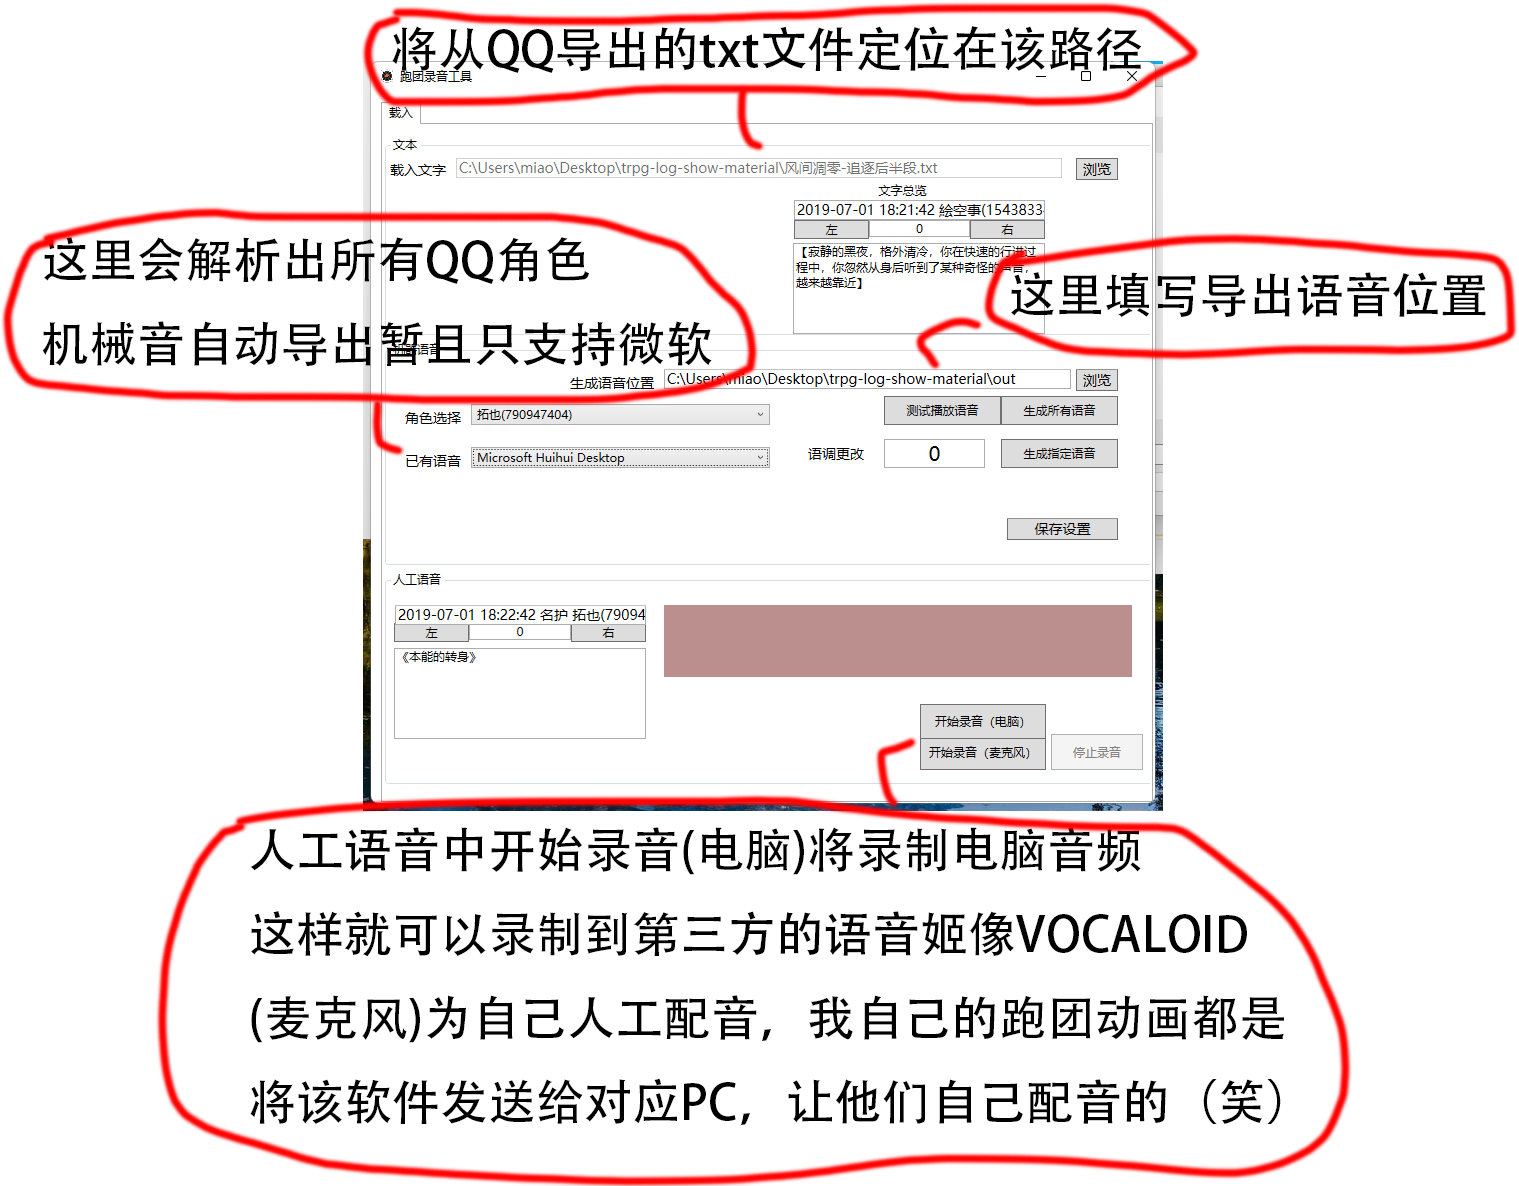 将从QQ导出的txt文件定位在该路径
跑团录音工具
载入
文本
载入文字
C:\Users\miao\Desktop\trpg-log-show-material\风间凋零-追逐后半段.txt
浏览
文字总览
2019-07-01 18:21:42 绘空事(1543833
左
0
右
【寂静的黑夜，格外清冷，你在快速的行进过
程中，你忽然从身后听到了某种奇怪的声音，
越来越靠近】
这里会解析出所有QQ角色
机械音自动导出暂且只支持微软
这里填写导出语音位置
生成语音位置
C:\Users\miao\Desktop\trpg-log-show-material\out
浏览
角色选择
拓也(790947404)
测试播放语音
生成所有语音
已有语音
Microsoft Huihui Desktop
语调更改
0
生成指定语音
保存设置
人工语音
2019-07-01 18:22:42 名护 拓也(79094
左
0
右
《本能的转身》
开始录音（电脑）
开始录音（麦克风）
停止录音
人工语音中开始录音(电脑)将录制电脑音频
这样就可以录制到第三方的语音姬像VOCALOID
(麦克风)为自己人工配音，我自己的跑团动画都是
将该软件发送给对应PC，让他们自己配音的（笑）